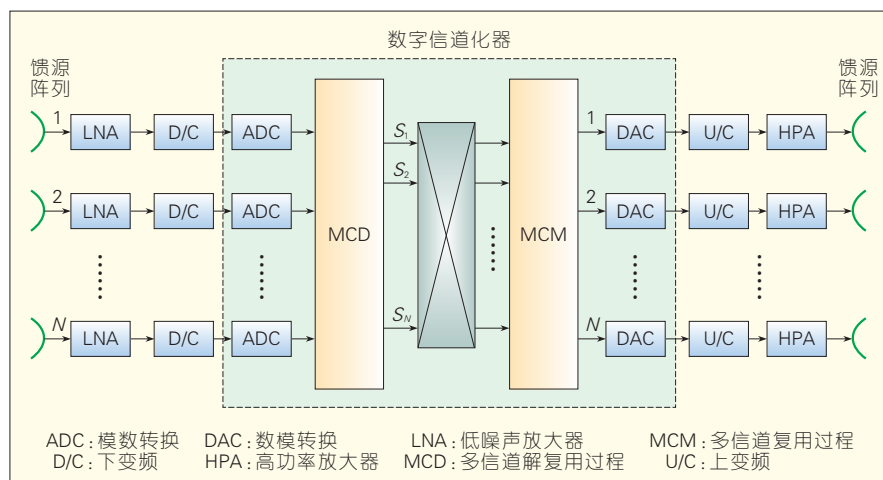 数字信道化器
馈源
阵列
馈源
阵列
1 LNA D/C ADC S1 1 DAC U/C HPA
S2
2 LNA D/C ADC 2 DAC U/C HPA
MCD MCM
N LNA D/C ADC SN N DAC U/C HPA
ADC：模数转换 DAC：数模转换 LNA：低噪声放大器 MCM：多信道复用过程
D/C：下变频 HPA：高功率放大器 MCD：多信道解复用过程 U/C：上变频